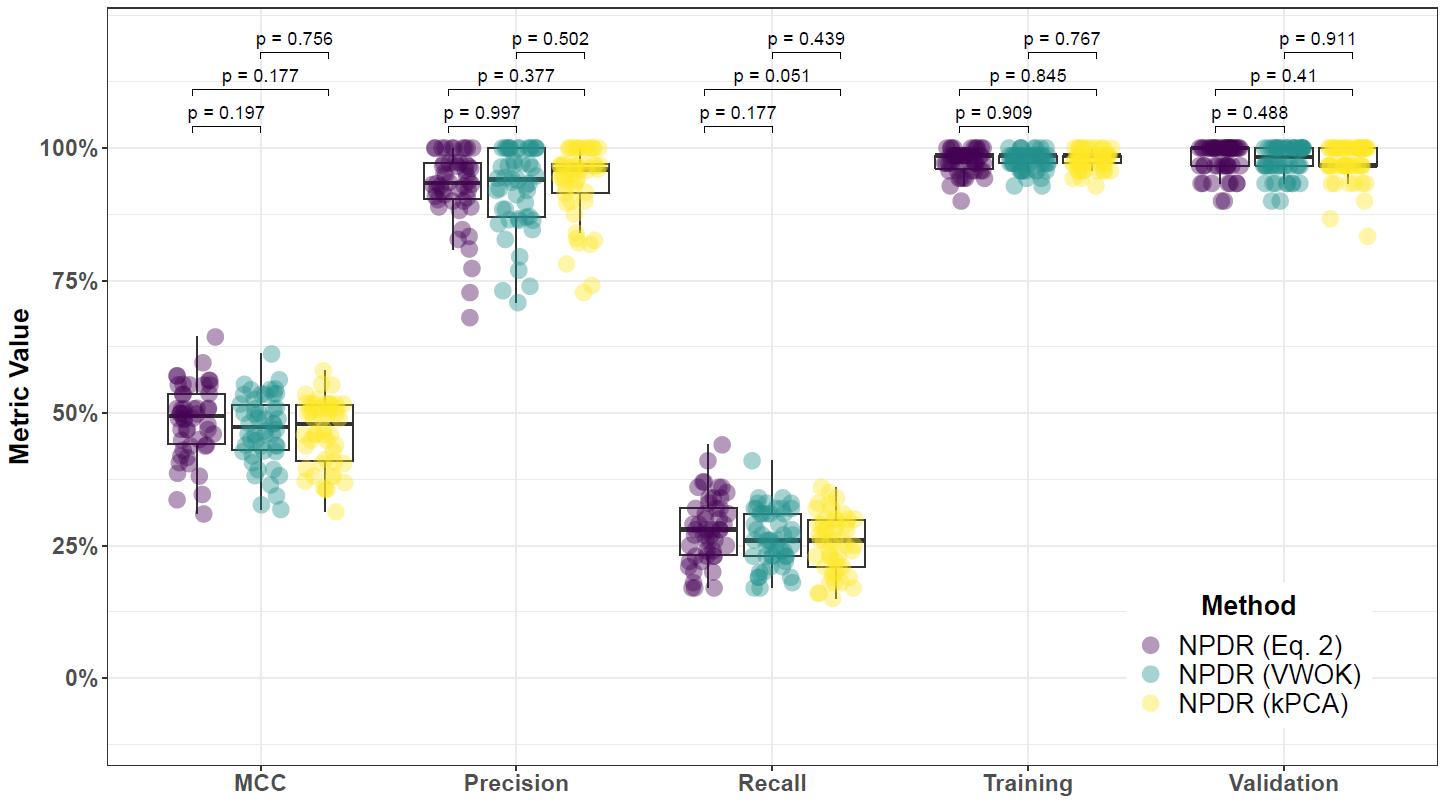 p = 0.756
p = 0.502
p = 0.439
p = 0.767
p = 0.911
p = 0.177
p = 0.377
p = 0.051
p = 0.845
p = 0.41
p = 0.197
p = 0.997
p = 0.177
p = 0.909
p = 0.488
100%
75%
50%
25%
0%
Metric Value
Method
NPDR (Eq. 2)
NPDR (VWOK)
NPDR (kPCA)
MCC
Precision
Recall
Training
Validation